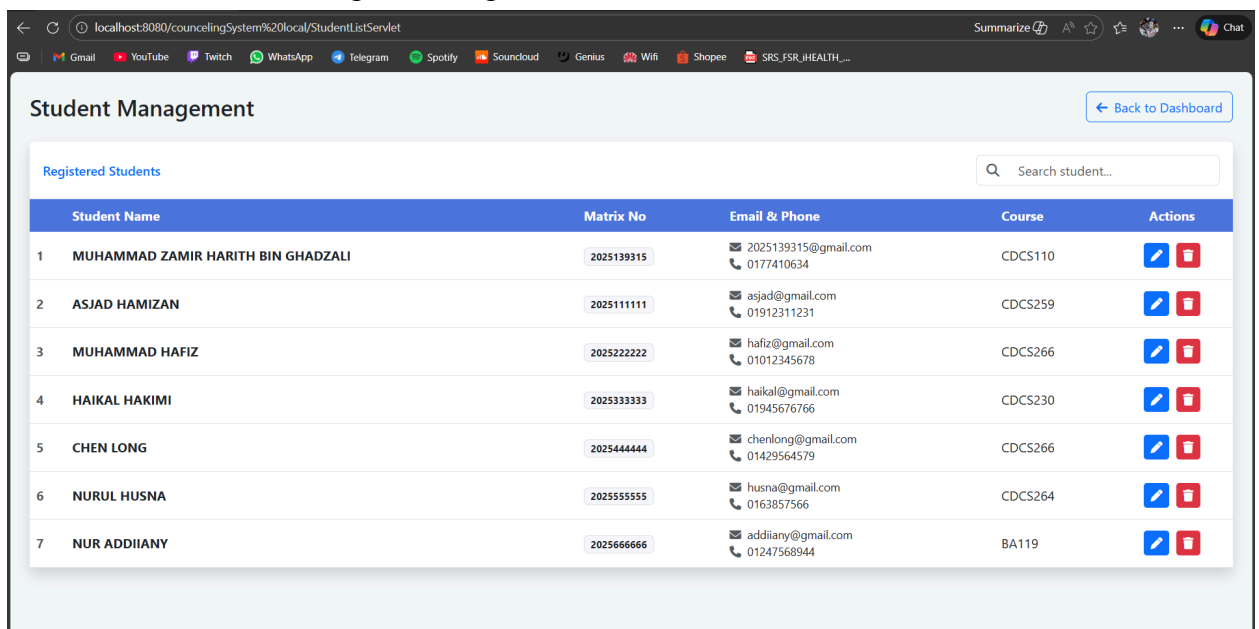 localhost:8080/councelingSystem%20local/StudentListServlet Summarize Chat
Gmail YouTube Twitch WhatsApp Telegram Spotify Soundcloud Genius Wifi Shopee SRS_FSR_iHEALTH_...
Student Management
← Back to Dashboard
Registered Students
Search student...
Student Name Matrix No Email & Phone Course Actions
1 MUHAMMAD ZAMIR HARITH BIN GHADZALI 2025139315 2025139315@gmail.com CDCS110
0177410634
2 ASJAD HAMIZAN 2025111111 asjad@gmail.com CDCS259
01912311231
3 MUHAMMAD HAFIZ 2025222222 hafiz@gmail.com CDCS266
01012345678
4 HAIKAL HAKIMI 2025333333 haikal@gmail.com CDCS230
01945676766
5 CHEN LONG 2025444444 chenlong@gmail.com CDCS266
01429564579
6 NURUL HUSNA 2025555555 husna@gmail.com CDCS264
0163857566
7 NUR ADDIIANY 2025666666 addiiany@gmail.com BA119
01247568944